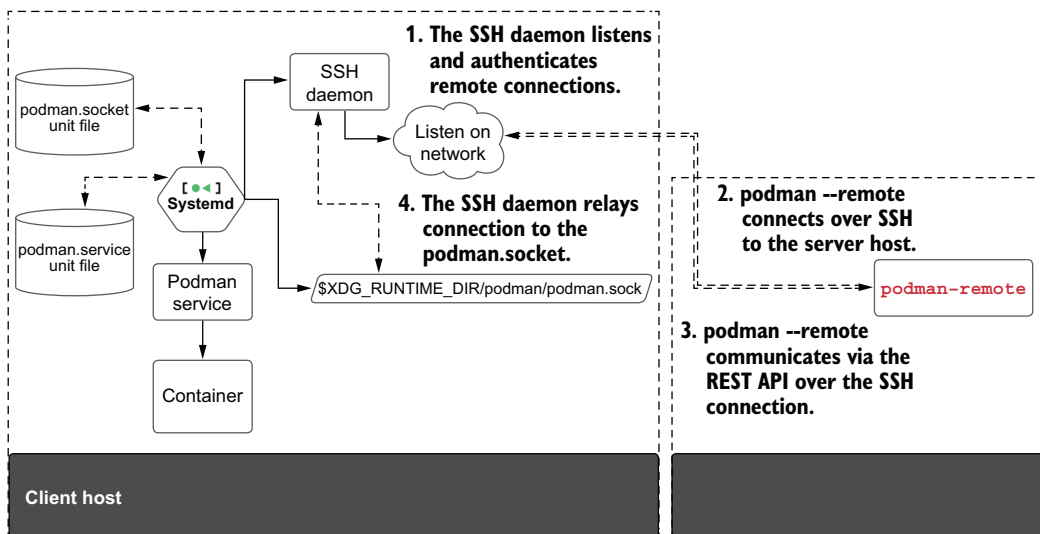 1. The SSH daemon listens
and authenticates
remote connections.
SSH
daemon
podman.socket
unit file
Listen on
network
Systemd
podman.service
unit file
4. The SSH daemon relays
connection to the
podman.socket.
2. podman --remote
connects over SSH
to the server host.
Podman
service
$XDG_RUNTIME_DIR/podman/podman.sock
podman-remote
3. podman --remote
communicates via the
REST API over the SSH
connection.
Container
Client host